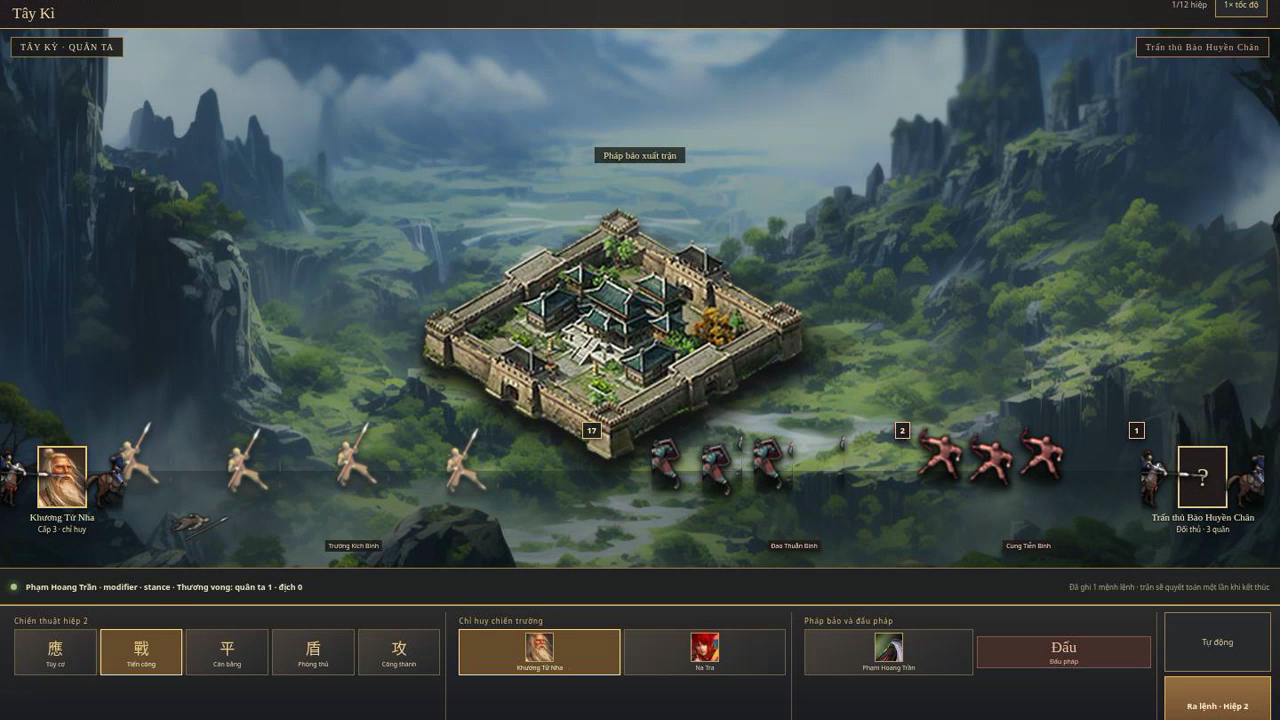 Tây Kì
1/12 hiệp
1× tốc độ
TÂY KỲ · QUÂN TA
Trấn thủ Bào Huyền Chân
Pháp bảo xuất trận
17
2
1
?
Khương Tử Nha
Cấp 3 · chỉ huy
Trấn thủ Bào Huyền Chân
Đối thủ · 3 quân
Trường Kích Binh
Đao Thuẫn Binh
Cung Tiễn Binh
Phạm Hoang Trần · modifier · stance · Thương vong: quân ta 1 · địch 0
Đã ghi 1 mệnh lệnh · trận sẽ quyết toán một lần khi kết thúc
Chiến thuật hiệp 2
應
Tùy cơ
戰
Tiến công
平
Cân bằng
盾
Phòng thủ
攻
Công thành
Chỉ huy chiến trường
Khương Tử Nha
Na Tra
Pháp bảo và đấu pháp
Phạm Hoang Trần
Đấu
Đấu pháp
Tự động
Ra lệnh · Hiệp 2